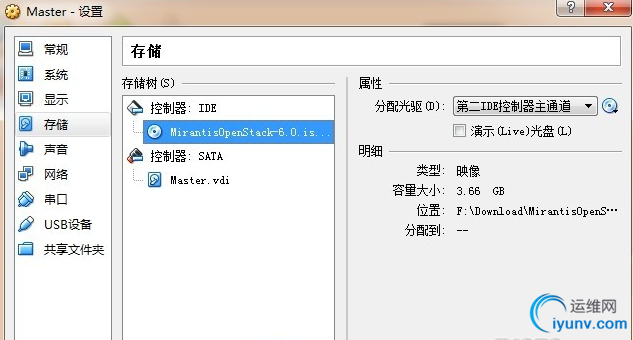 Master - 设置
常规
系统
显示
存储
声音
网络
串口
USB设备
共享文件夹
存储
存储树(S)
控制器: IDE
MirantisOpenStack-6.0.is...
控制器: SATA
Master.vdi
属性
分配光驱(D): 第二IDE控制器主通道
演示(Live)光盘(L)
明细
类型: 映像
容量大小: 3.66 GB
位置: F:\Download\MirantisOpenS…
分配到: --
运维网
iyunv.com